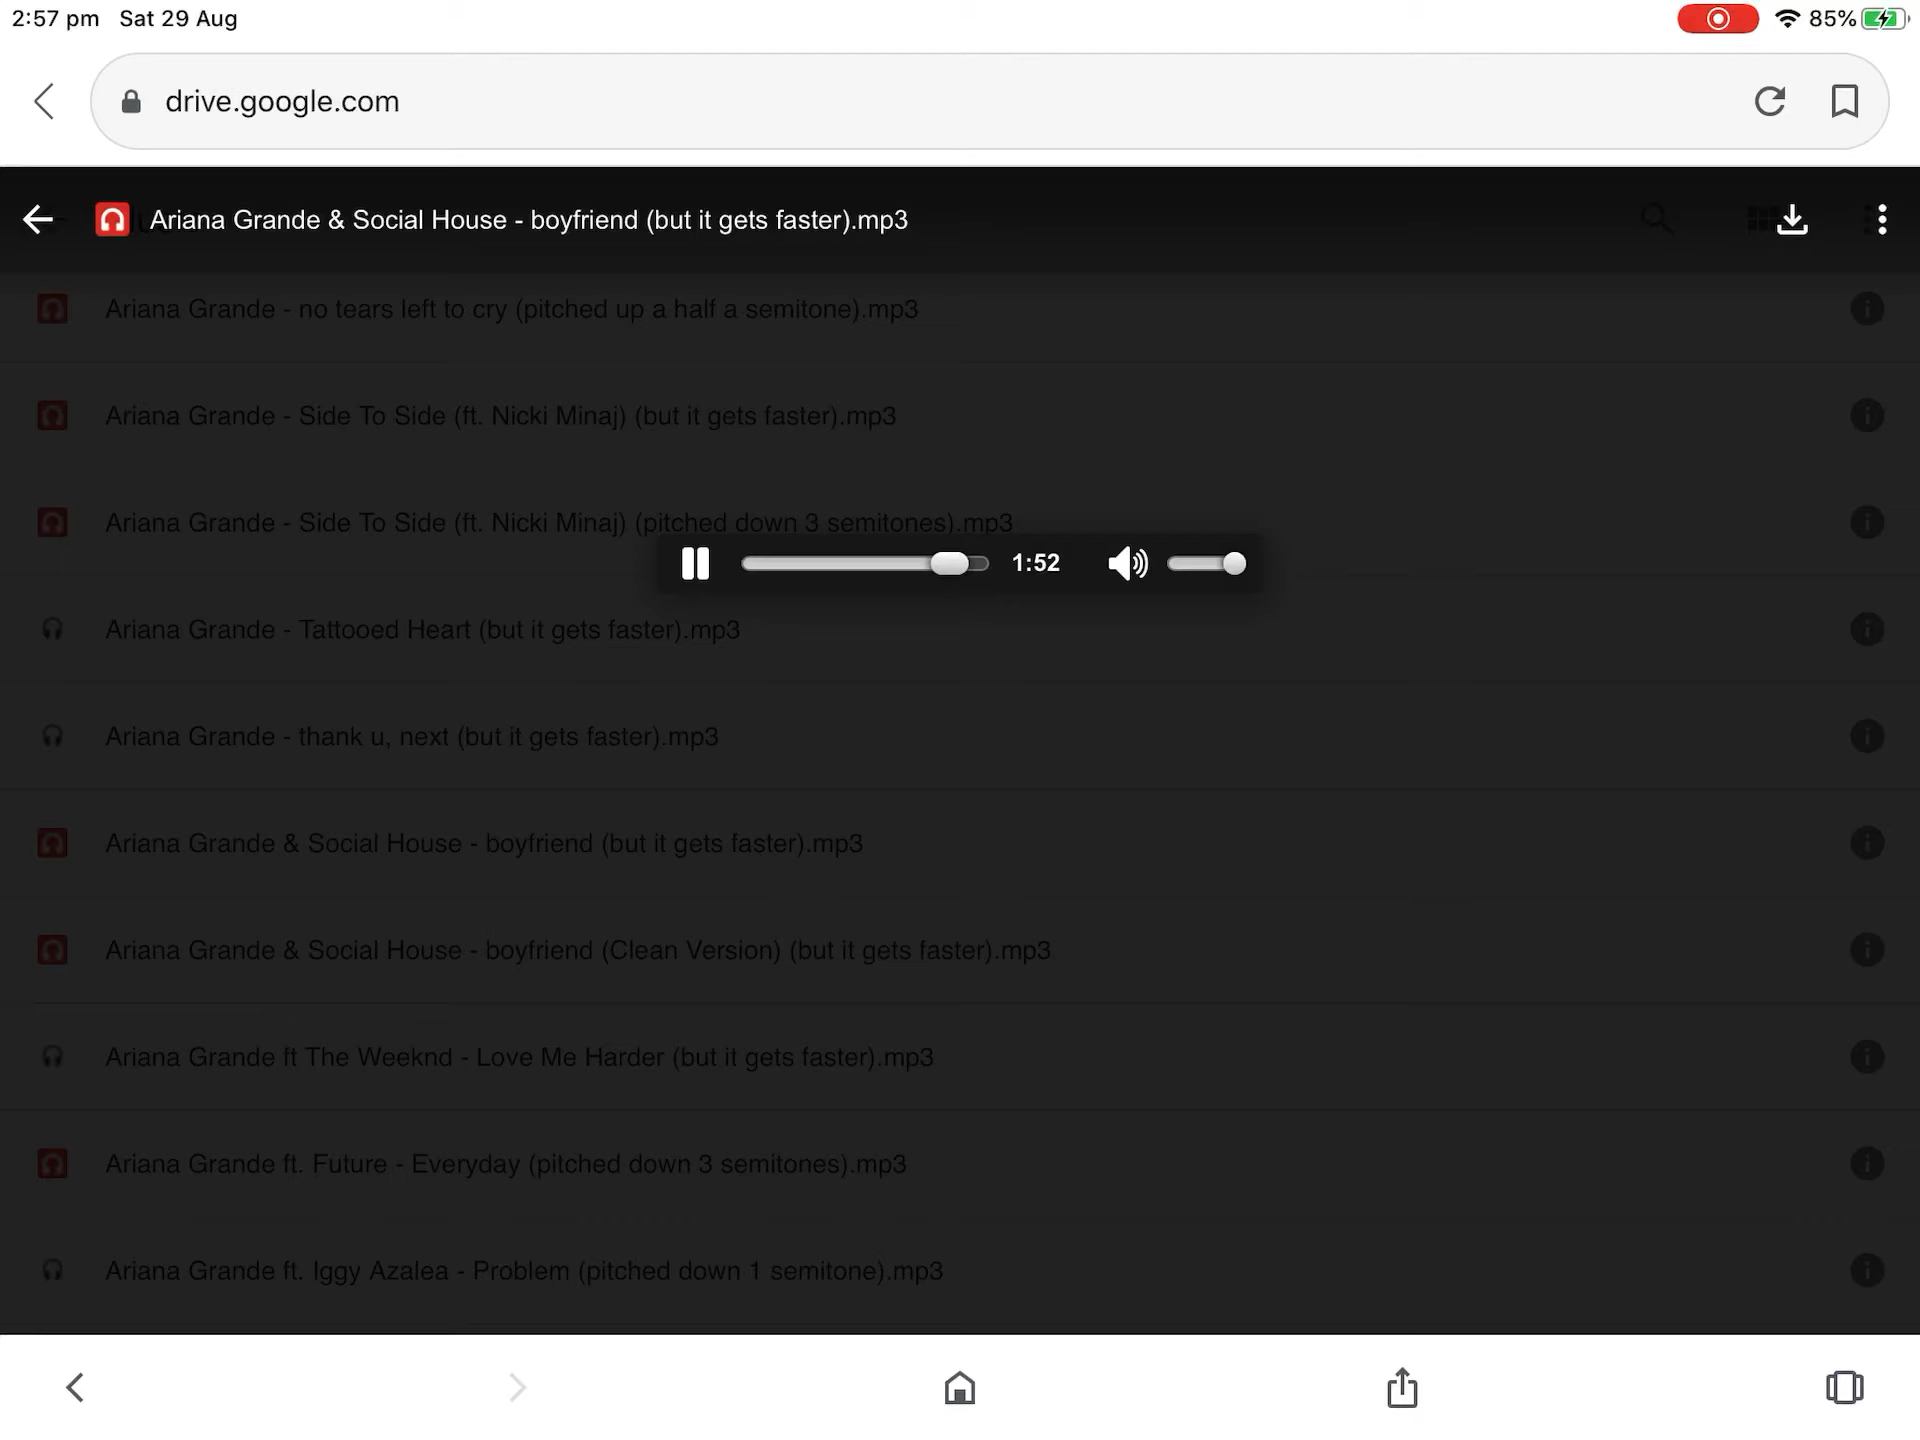 2:57 pm Sat 29 Aug 85%
drive.google.com
Ariana Grande & Social House - boyfriend (but it gets faster).mp3
Ariana Grande - no tears left to cry (pitched up a half a semitone).mp3
Ariana Grande - Side To Side (ft. Nicki Minaj) (but it gets faster).mp3
Ariana Grande - Side To Side (ft. Nicki Minaj) (pitched down 3 semitones).mp3
1:52
Ariana Grande - Tattooed Heart (but it gets faster).mp3
Ariana Grande - thank u, next (but it gets faster).mp3
Ariana Grande & Social House - boyfriend (but it gets faster).mp3
Ariana Grande & Social House - boyfriend (Clean Version) (but it gets faster).mp3
Ariana Grande ft The Weeknd - Love Me Harder (but it gets faster).mp3
Ariana Grande ft. Future - Everyday (pitched down 3 semitones).mp3
Ariana Grande ft. Iggy Azalea - Problem (pitched down 1 semitone).mp3